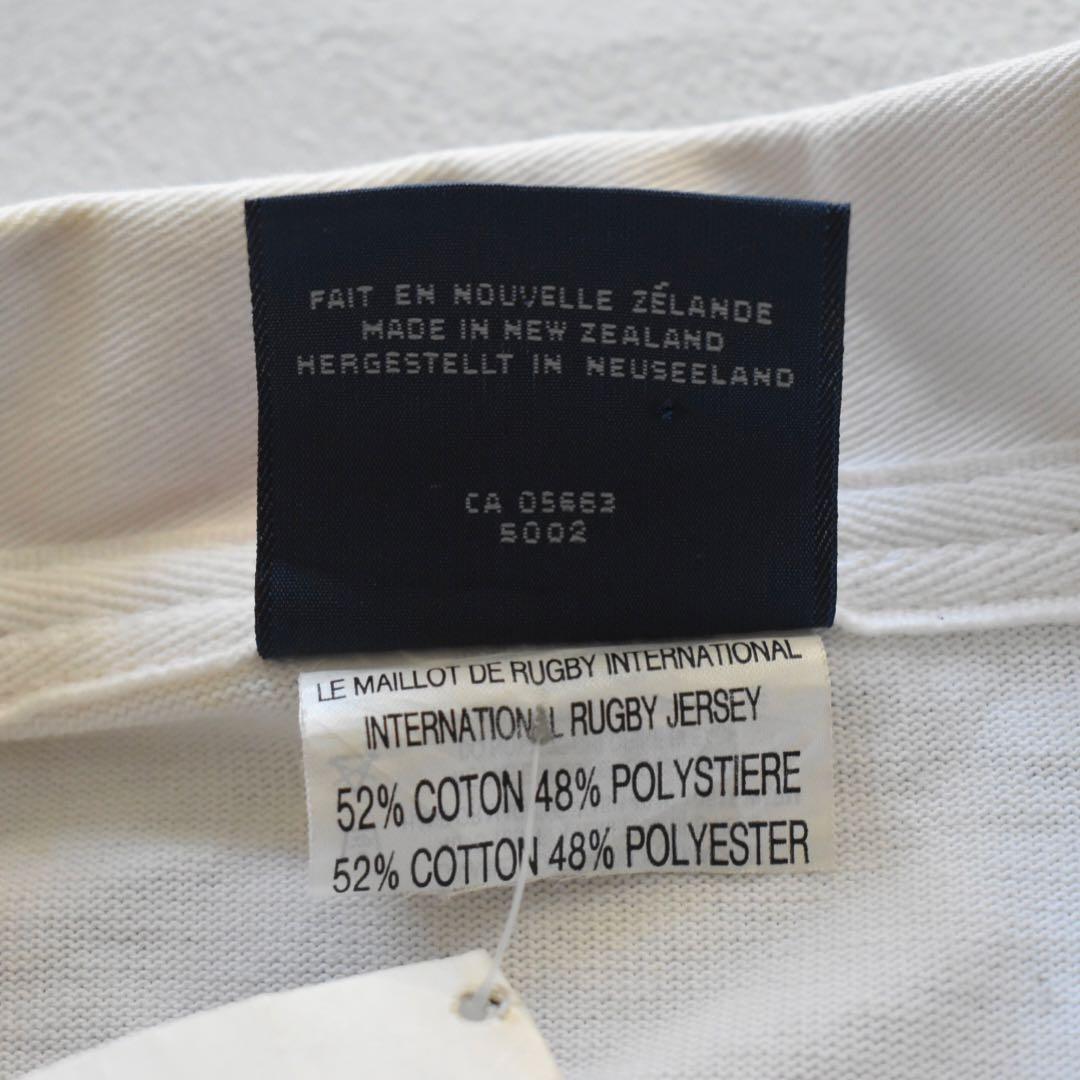 FAIT EN NOUVELLE ZÉLANDE
MADE IN NEW ZEALAND
HERGESTELLT IN NEUSEELAND
CA 05663
5002
LE MAILLOT DE RUGBY INTERNATIONAL
INTERNATIONAL RUGBY JERSEY
52% COTON 48% POLYSTIERE
52% COTTON 48% POLYESTER